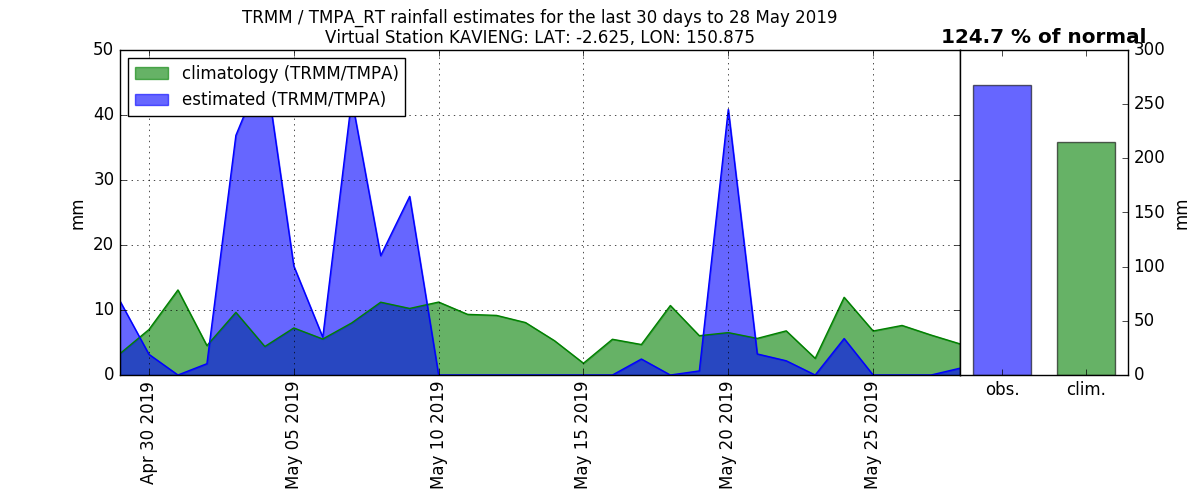 TRMM / TMPA_RT rainfall estimates for the last 30 days to 28 May 2019
Virtual Station KAVIENG: LAT: -2.625, LON: 150.875
124.7 % of normal
climatology (TRMM/TMPA)
estimated (TRMM/TMPA)
50
40
30
20
10
0
mm
Apr 30 2019
May 05 2019
May 10 2019
May 15 2019
May 20 2019
May 25 2019
300
250
200
150
100
50
0
mm
obs.
clim.